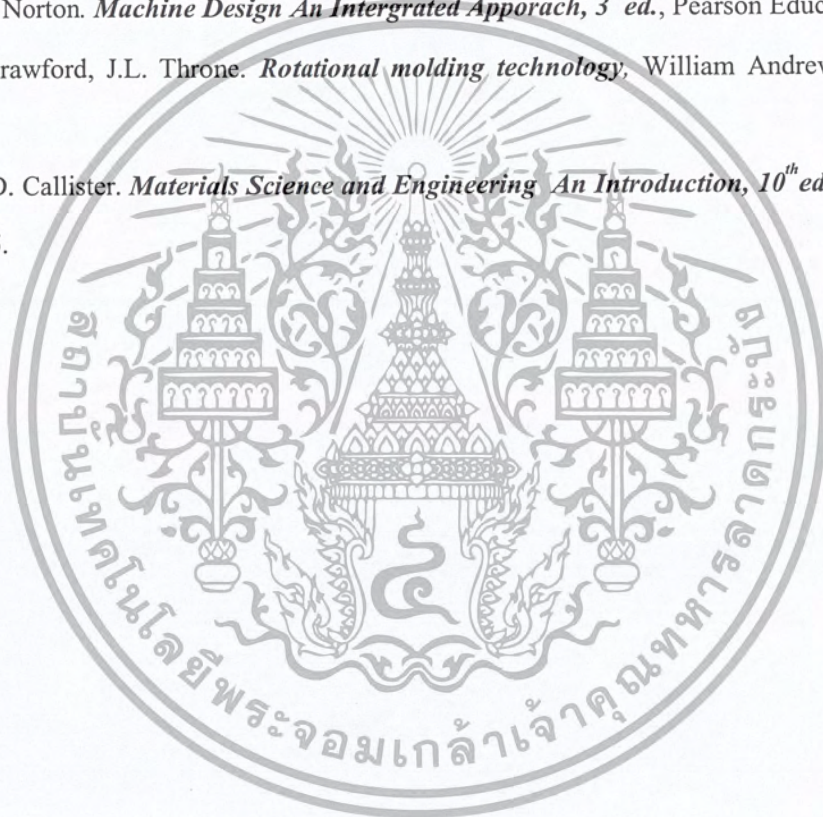 Norton. Machine Design An Intergrated Apporach, 3 ed., Pearson Educ
rawford, J.L. Throne. Rotational molding technology, William Andrew
D. Callister. Materials Science and Engineering An Introduction, 10th ed
.
สถาบันเทคโนโลยีพระจอมเกล้าเจ้าคุณทหารลาดกระบัง
๔